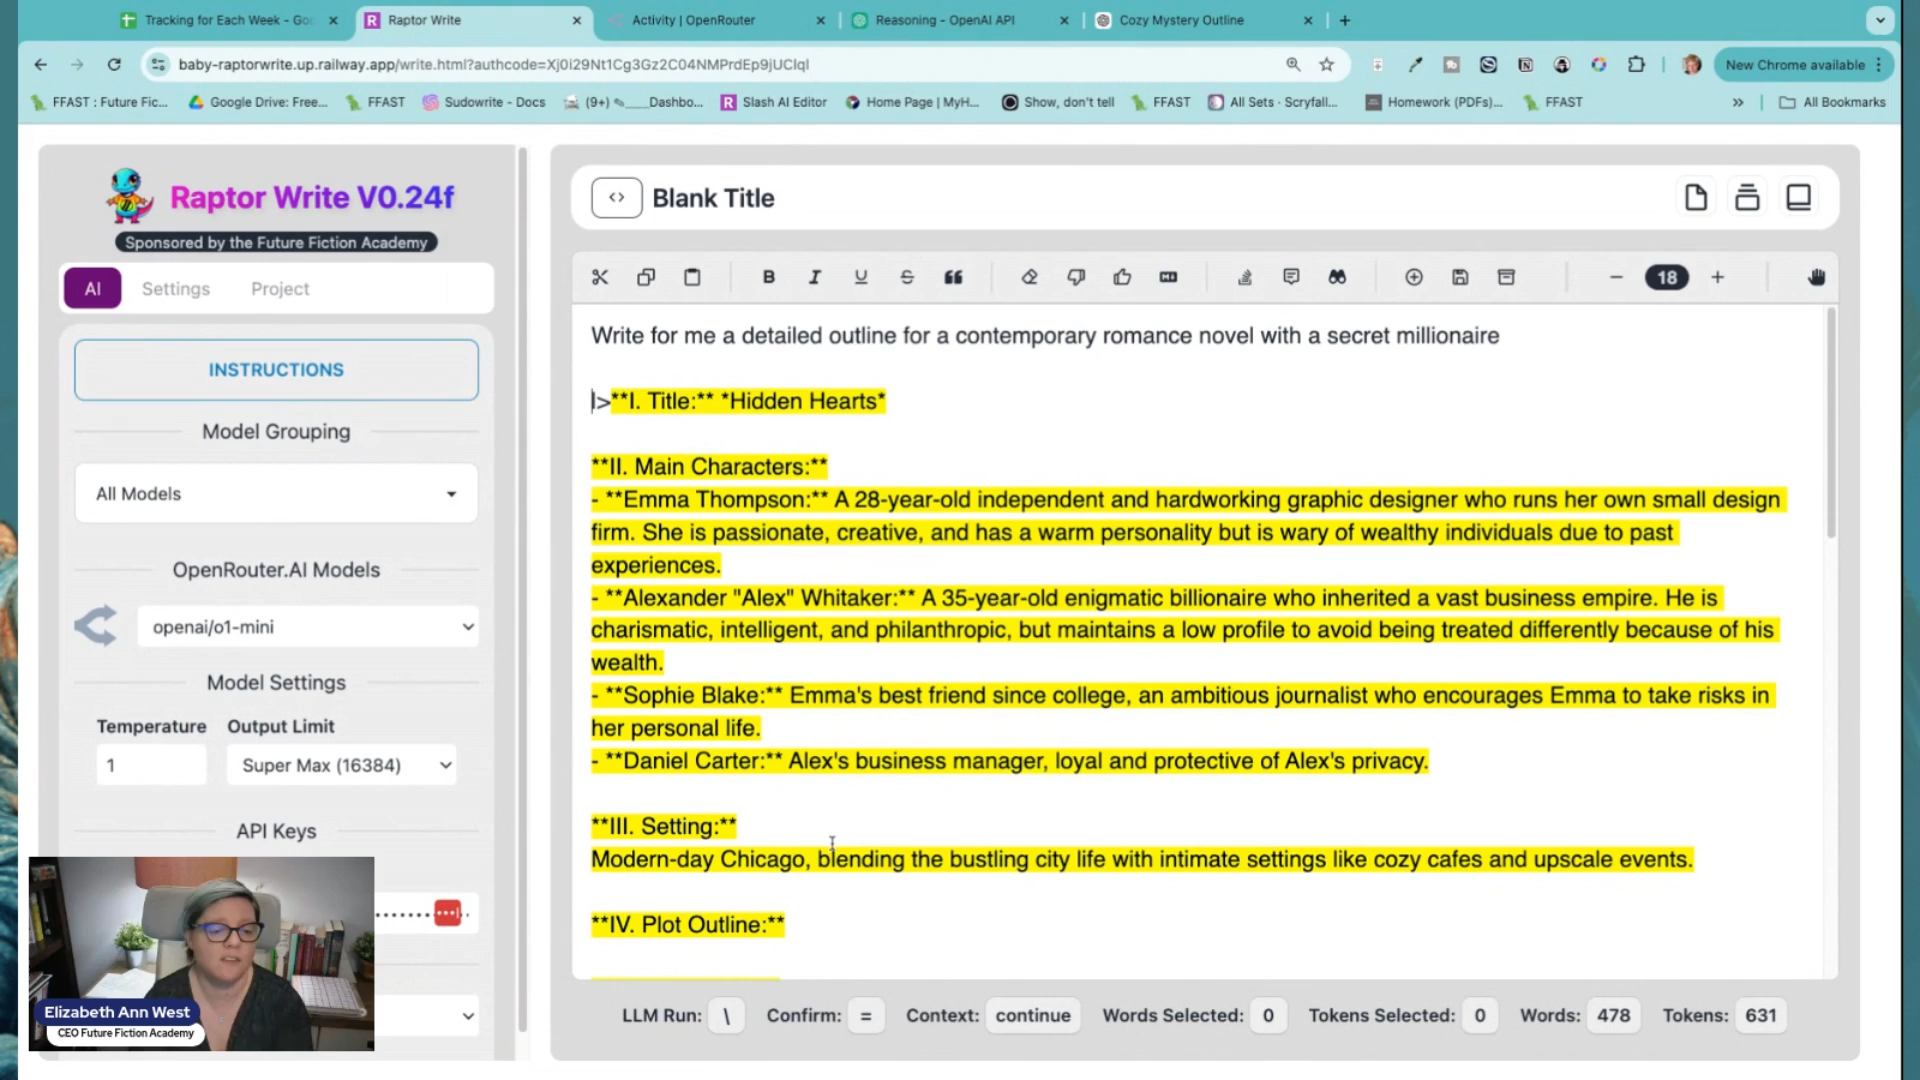 Tracking for Each Week - Goo
Raptor Write
Activity | OpenRouter
Reasoning - OpenAI API
Cozy Mystery Outline
baby-raptorwrite.up.railway.app/write.html?authcode=Xj0i29Nt1Cg3Gz2C04NMPrdEp9jUCIqI
New Chrome available
FFAST : Future Fic...
Google Drive: Free...
FFAST
Sudowrite - Docs
(9+) ✎____Dashbo...
Slash AI Editor
Home Page | MyH...
Show, don't tell
FFAST
All Sets · Scryfall...
Homework (PDFs)...
FFAST
»
All Bookmarks
Raptor Write V0.24f
Sponsored by the Future Fiction Academy
AI Settings Project
INSTRUCTIONS
Model Grouping
All Models
OpenRouter.AI Models
openai/o1-mini
Model Settings
Temperature Output Limit
1 Super Max (16384)
API Keys
Elizabeth Ann West
CEO Future Fiction Academy
<> Blank Title
B I U S 18
Write for me a detailed outline for a contemporary romance novel with a secret millionaire
|>**I. Title:** *Hidden Hearts*
**II. Main Characters:**
- **Emma Thompson:** A 28-year-old independent and hardworking graphic designer who runs her own small design
firm. She is passionate, creative, and has a warm personality but is wary of wealthy individuals due to past
experiences.
- **Alexander "Alex" Whitaker:** A 35-year-old enigmatic billionaire who inherited a vast business empire. He is
charismatic, intelligent, and philanthropic, but maintains a low profile to avoid being treated differently because of his
wealth.
- **Sophie Blake:** Emma's best friend since college, an ambitious journalist who encourages Emma to take risks in
her personal life.
- **Daniel Carter:** Alex's business manager, loyal and protective of Alex's privacy.
**III. Setting:**
Modern-day Chicago, blending the bustling city life with intimate settings like cozy cafes and upscale events.
**IV. Plot Outline:**
LLM Run: \ Confirm: = Context: continue Words Selected: 0 Tokens Selected: 0 Words: 478 Tokens: 631